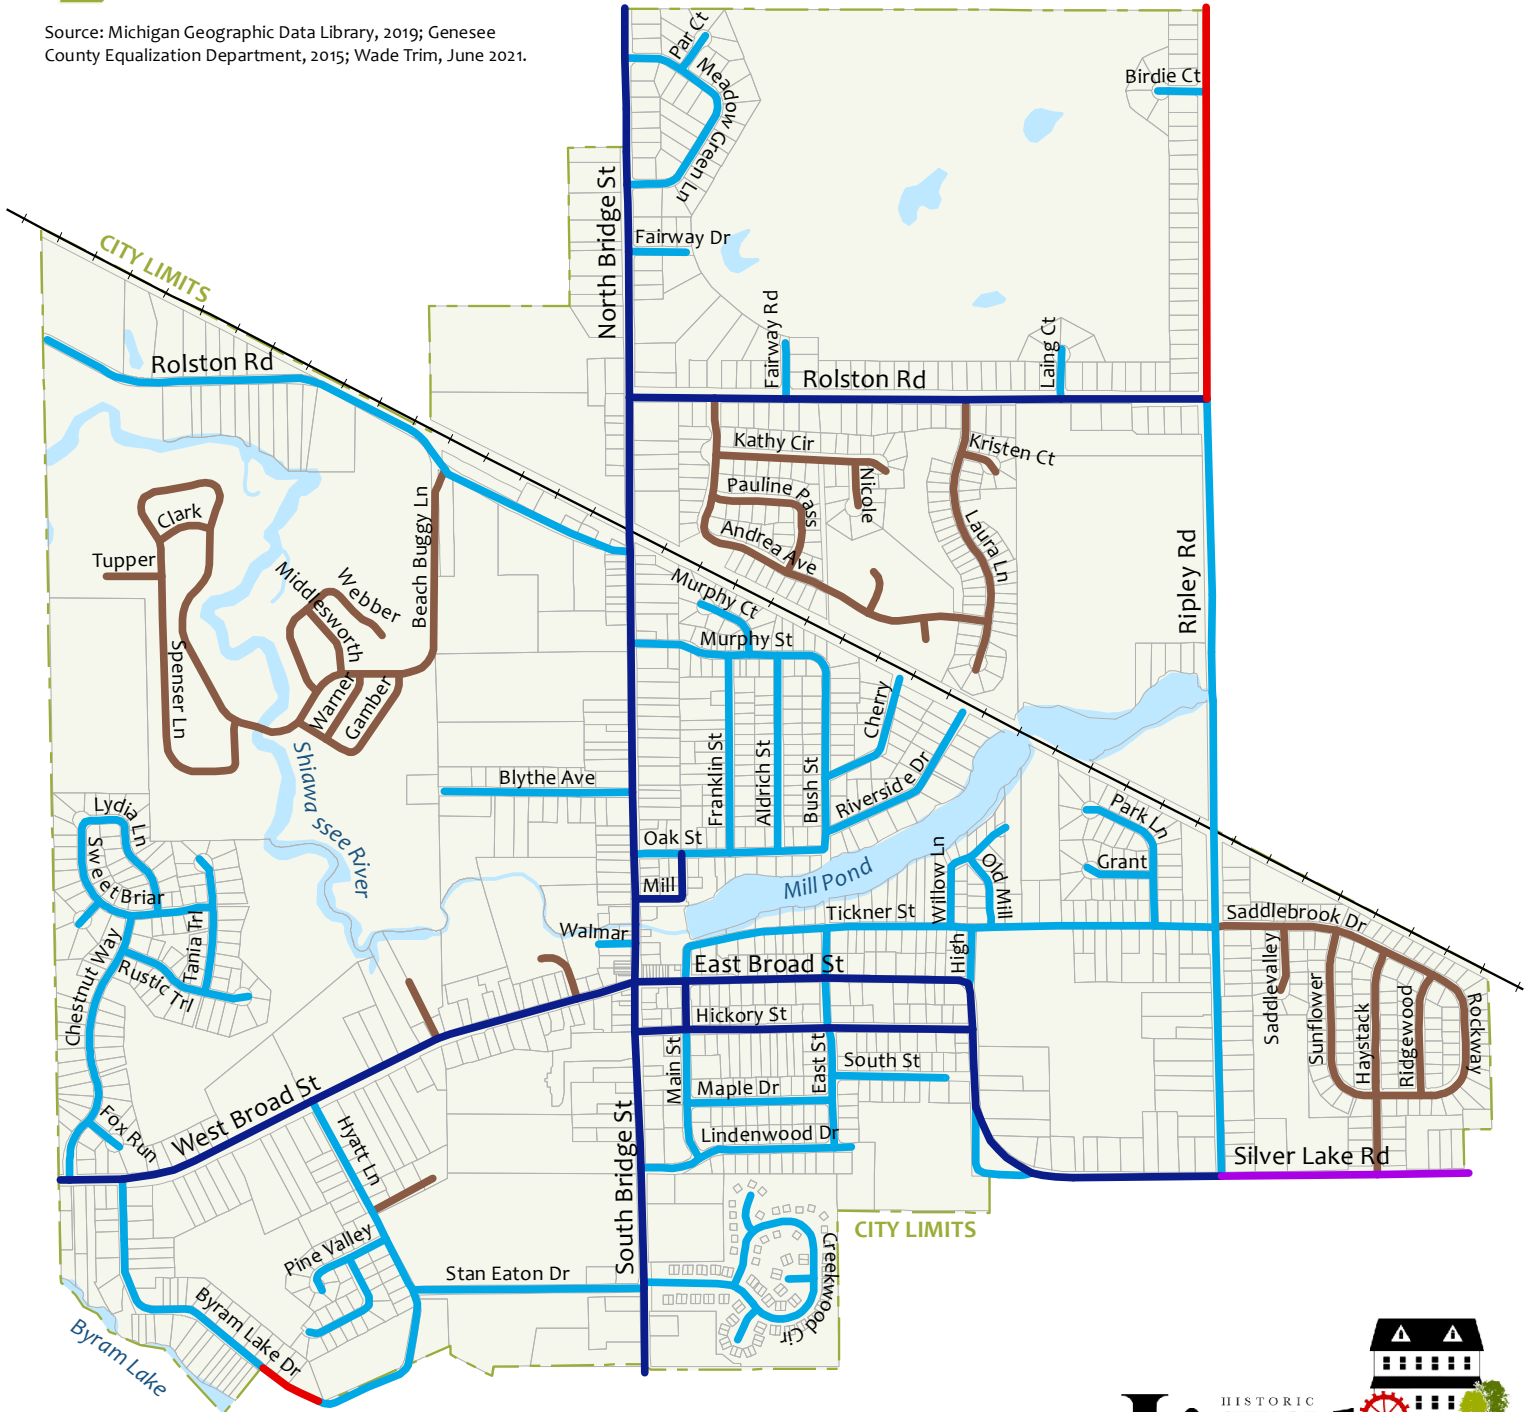 Source: Michigan Geographic Data Library, 2019; Genesee
County Equalization Department, 2015; Wade Trim, June 2021.
Par Ct
Meadow Green Ln
Birdie Ct
North Bridge St
Fairway Dr
CITY LIMITS
Fairway Rd
Laing Ct
Rolston Rd
Rolston Rd
Kathy Cir
Kristen Ct
Nicole
Pauline Pass
Andrea Ave
Laura Ln
Ripley Rd
Clark
Tupper
Beach Buggy Ln
Middlesworth
Webber
Murphy Ct
Murphy St
Spenser Ln
Warner
Gamber
Cherry
Shiawassee River
Blythe Ave
Franklin St
Aldrich St
Bush St
Riverside Dr
Lydia Ln
Sweet Briar
Oak St
Park Ln
Grant
Mill
Mill Pond
Willow Ln
Old Mill
Tickner St
Walmar
Saddlebrook Dr
Chestnut Way
Tania Trl
Rustic Trl
East Broad St
High
Saddlevalley
Sunflower
Haystack
Ridgewood
Rockway
Hickory St
Main St
East St
South St
Maple Dr
Lindenwood Dr
Fox Run
West Broad St
Hyatt Ln
South Bridge St
Silver Lake Rd
CITY LIMITS
Pine Valley
Stan Eaton Dr
Creekwood Cir
Byram Lake Dr
Byram Lake
HISTORIC